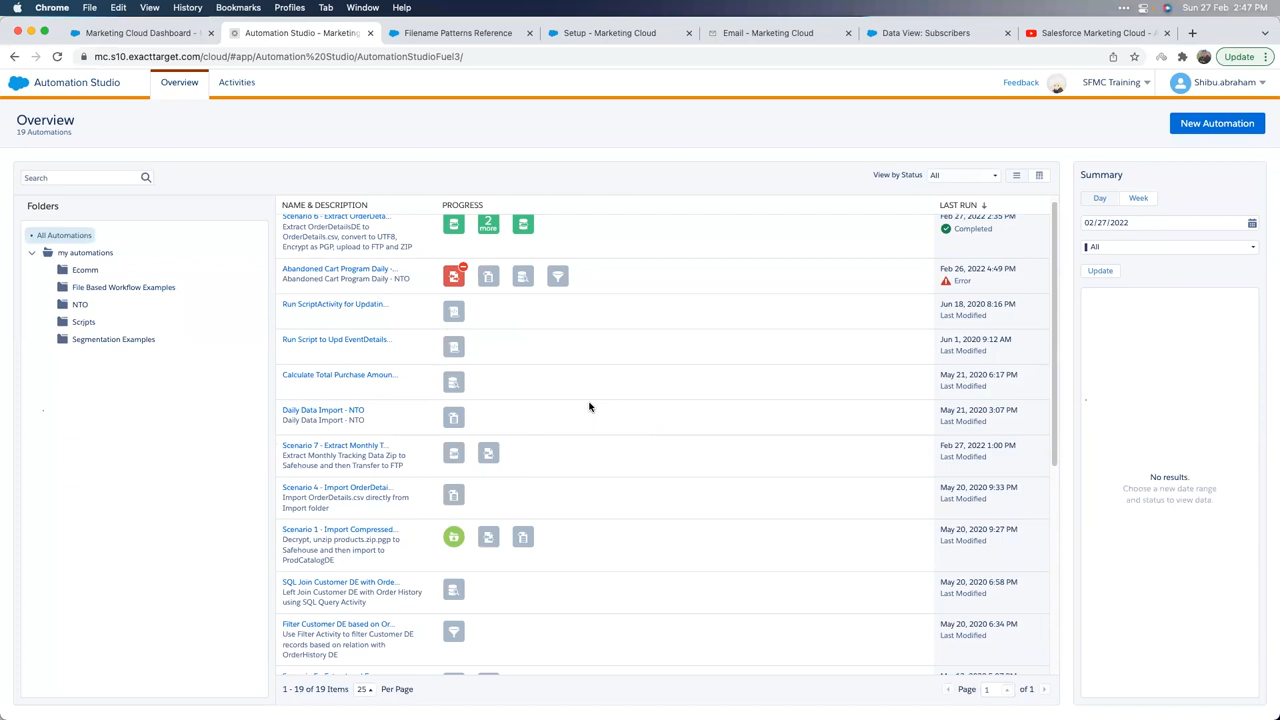 Chrome File Edit View History Bookmarks Profiles Tab Window Help Sun 27 Feb 2:47 PM
Marketing Cloud Dashboard - Automation Studio - Marketing Filename Patterns Reference Setup - Marketing Cloud Email - Marketing Cloud Data View: Subscribers Salesforce Marketing Cloud - A
mc.s10.exacttarget.com/cloud/#app/Automation%20Studio/AutomationStudioFuel3/ Update
Automation Studio Overview Activities Feedback SFMC Training Shibu.abraham
Overview
19 Automations
New Automation
Search
View by Status All
Folders
All Automations
my automations
Ecomm
File Based Workflow Examples
NTO
Scripts
Segmentation Examples
NAME & DESCRIPTION PROGRESS LAST RUN
Scenario 6 - Extract OrderDeta... Feb 27, 2022 2:35 PM
Extract OrderDetailsDE to
OrderDetails.csv, convert to UTF8,
Encrypt as PGP, upload to FTP and ZIP
2
more
Completed
Abandoned Cart Program Daily -... Feb 26, 2022 4:49 PM
Abandoned Cart Program Daily - NTO Error
Run ScriptActivity for Updatin... Jun 18, 2020 8:16 PM
Last Modified
Run Script to Upd EventDetails... Jun 1, 2020 9:12 AM
Last Modified
Calculate Total Purchase Amoun... May 21, 2020 6:17 PM
Last Modified
Daily Data Import - NTO May 21, 2020 3:07 PM
Daily Data Import - NTO Last Modified
Scenario 7 - Extract Monthly T... Feb 27, 2022 1:00 PM
Extract Monthly Tracking Data Zip to Last Modified
Safehouse and then Transfer to FTP
Scenario 4 - Import OrderDetai... May 20, 2020 9:33 PM
Import OrderDetails.csv directly from Last Modified
Import folder
Scenario 1 - Import Compressed... May 20, 2020 9:27 PM
Decrypt, unzip products.zip.pgp to Last Modified
Safehouse and then import to
ProdCatalogDE
SQL Join Customer DE with Orde... May 20, 2020 6:58 PM
Left Join Customer DE with Order History Last Modified
using SQL Query Activity
Filter Customer DE based on Or... May 20, 2020 6:34 PM
Use Filter Activity to filter Customer DE Last Modified
records based on relation with
OrderHistory DE
1 - 19 of 19 Items 25 Per Page Page 1 of 1
Summary
Day Week
02/27/2022
All
Update
No results.
Choose a new date range
and status to view data.